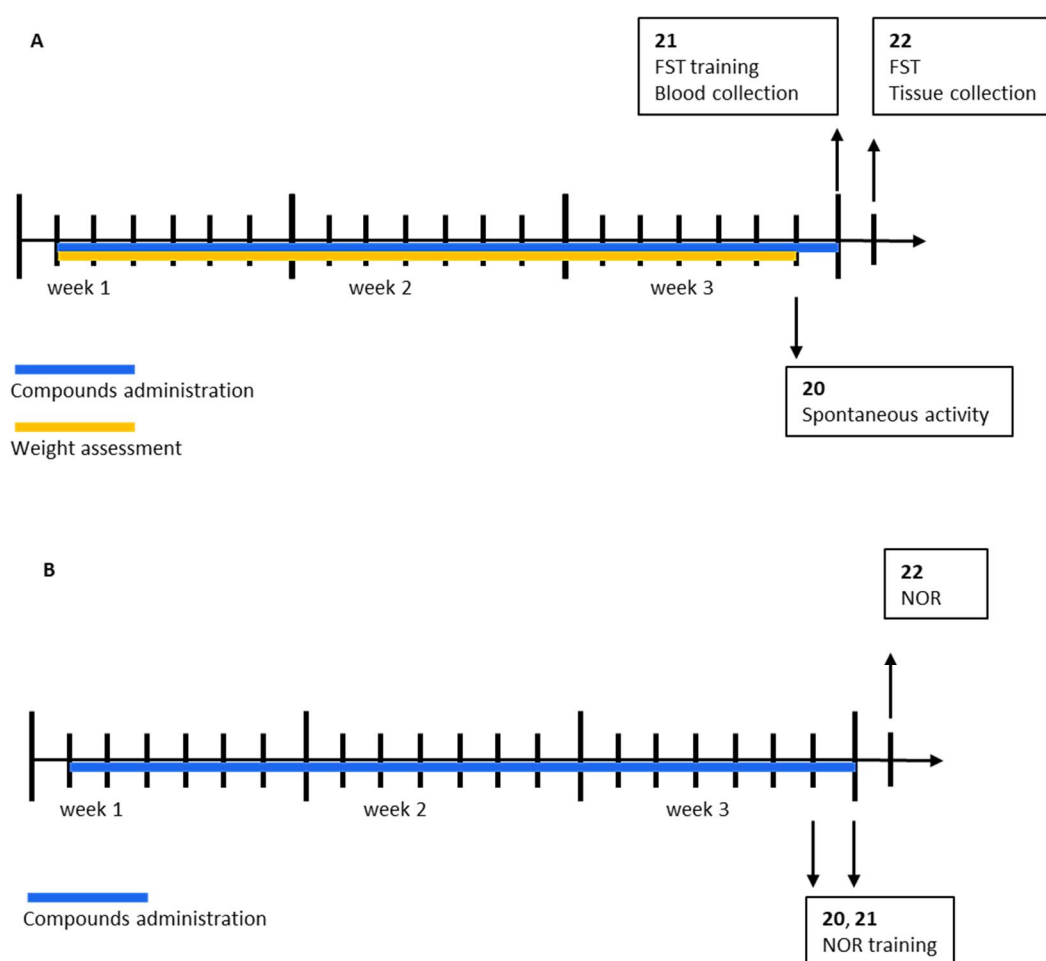 A
21
FST training
Blood collection
22
FST
Tissue collection
week 1
week 2
week 3
Compounds administration
Weight assessment
20
Spontaneous activity
B
22
NOR
week 1
week 2
week 3
Compounds administration
20, 21
NOR training